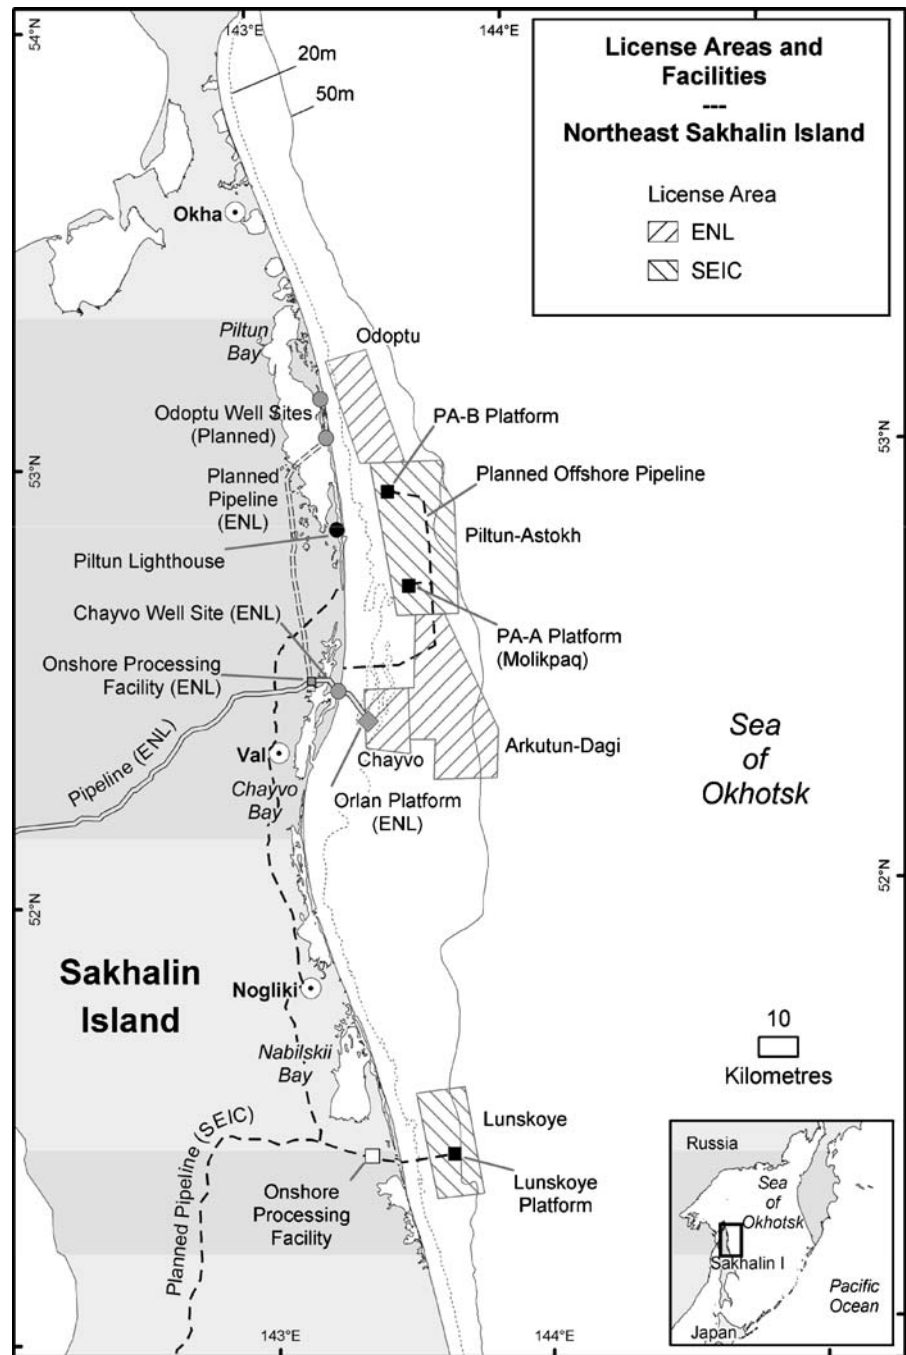 54°N
143°E
144°E
20m
50m
License Areas and
Facilities
---
Northeast Sakhalin Island
License Area
ENL
SEIC
Okha
Piltun
Bay
Odoptu
Odoptu Well Sites
(Planned)
PA-B Platform
53°N
53°N
Planned
Pipeline
(ENL)
Planned Offshore Pipeline
Piltun-Astokh
Piltun Lighthouse
Chayvo Well Site (ENL)
PA-A Platform
(Molikpaq)
Onshore Processing
Facility (ENL)
Pipeline (ENL)
Val
Chayvo
Bay
Chayvo
Arkutun-Dagi
Orlan Platform
(ENL)
Sea
of
Okhotsk
52°N
52°N
Sakhalin
Island
Nogliki
Nabilskii
Bay
10
Kilometres
Planned Pipeline (SEIC)
Lunskoye
Onshore
Processing
Facility
Lunskoye
Platform
Russia
Sea
of
Okhotsk
Sakhalin I
Pacific
Ocean
Japan
143°E
144°E